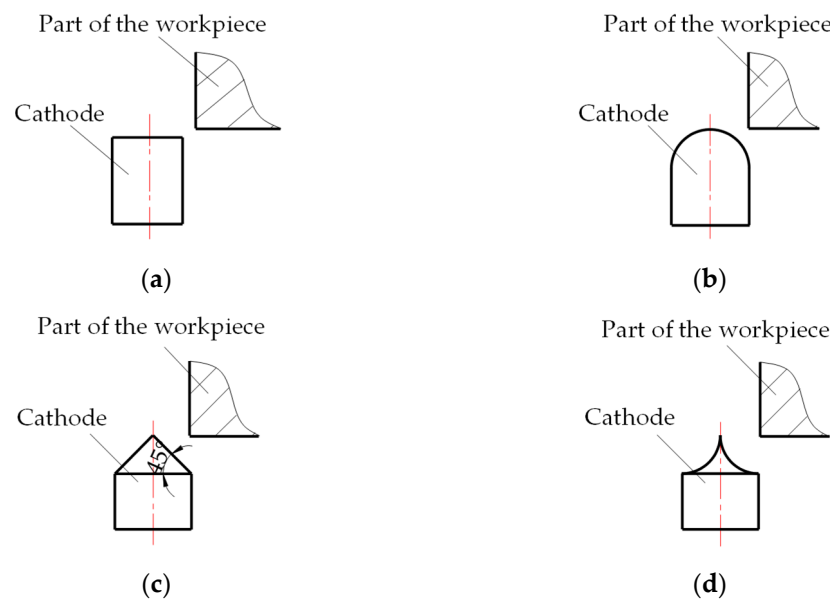 Part of the workpiece
Cathode
(a)
Part of the workpiece
Cathode
(b)
Part of the workpiece
Cathode
45°
(c)
Part of the workpiece
Cathode
(d)